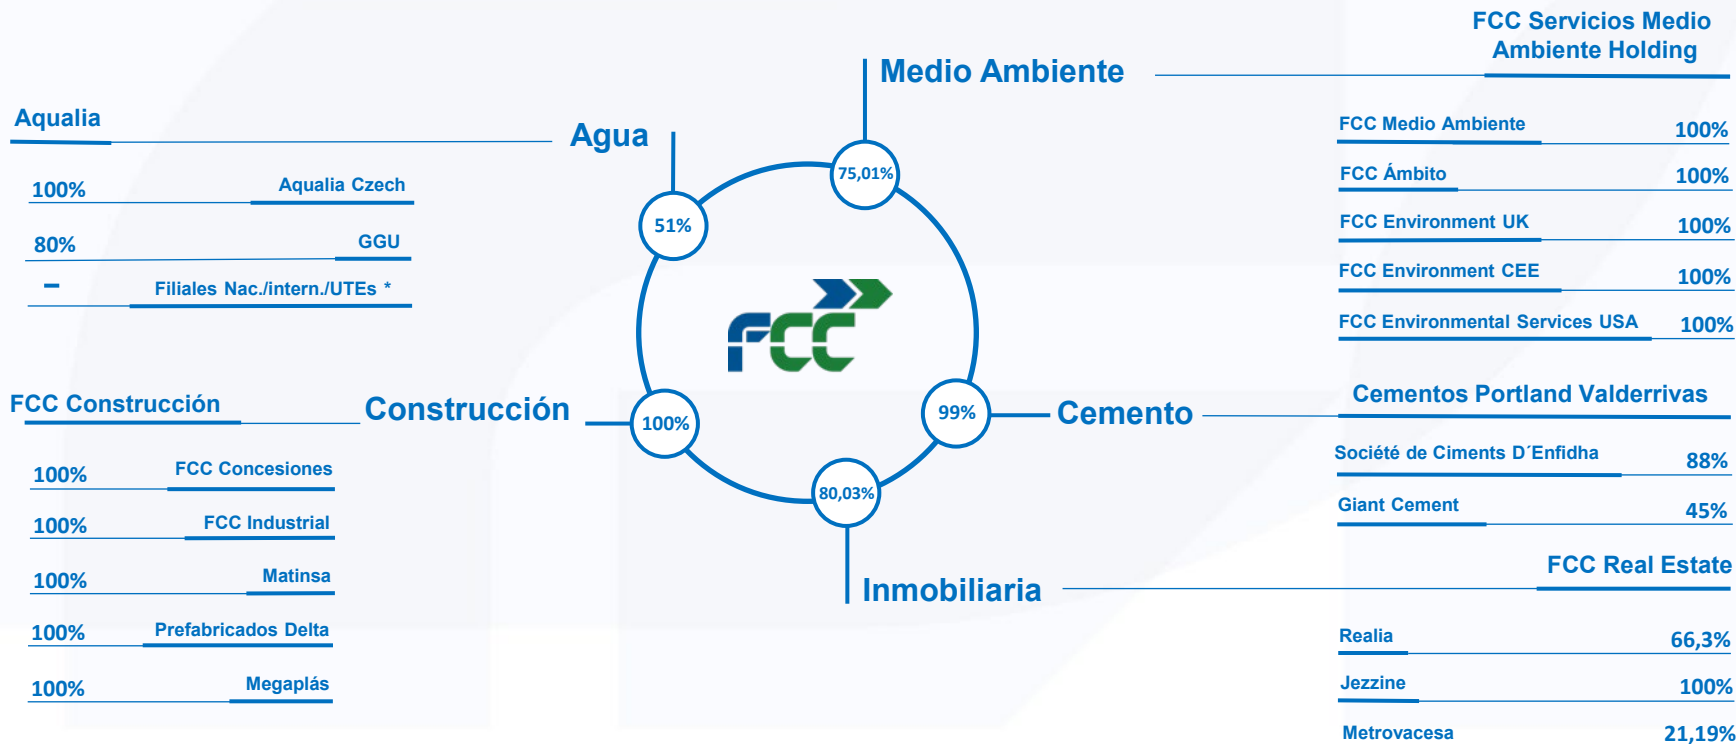 FCC Servicios Medio
Ambiente Holding
Medio Ambiente
75,01%
FCC Medio Ambiente 100%
FCC Ámbito 100%
FCC Environment UK 100%
FCC Environment CEE 100%
FCC Environmental Services USA 100%
Aqualia
Agua
51%
100% Aqualia Czech
80% GGU
– Filiales Nac./intern./UTEs *
FCC
FCC Construcción
Construcción
100%
100% FCC Concesiones
100% FCC Industrial
100% Matinsa
100% Prefabricados Delta
100% Megaplás
99%
Cemento
Cementos Portland Valderrivas
Société de Ciments D´Enfidha 88%
Giant Cement 45%
80,03%
Inmobiliaria
FCC Real Estate
Realia 66,3%
Jezzine 100%
Metrovacesa 21,19%